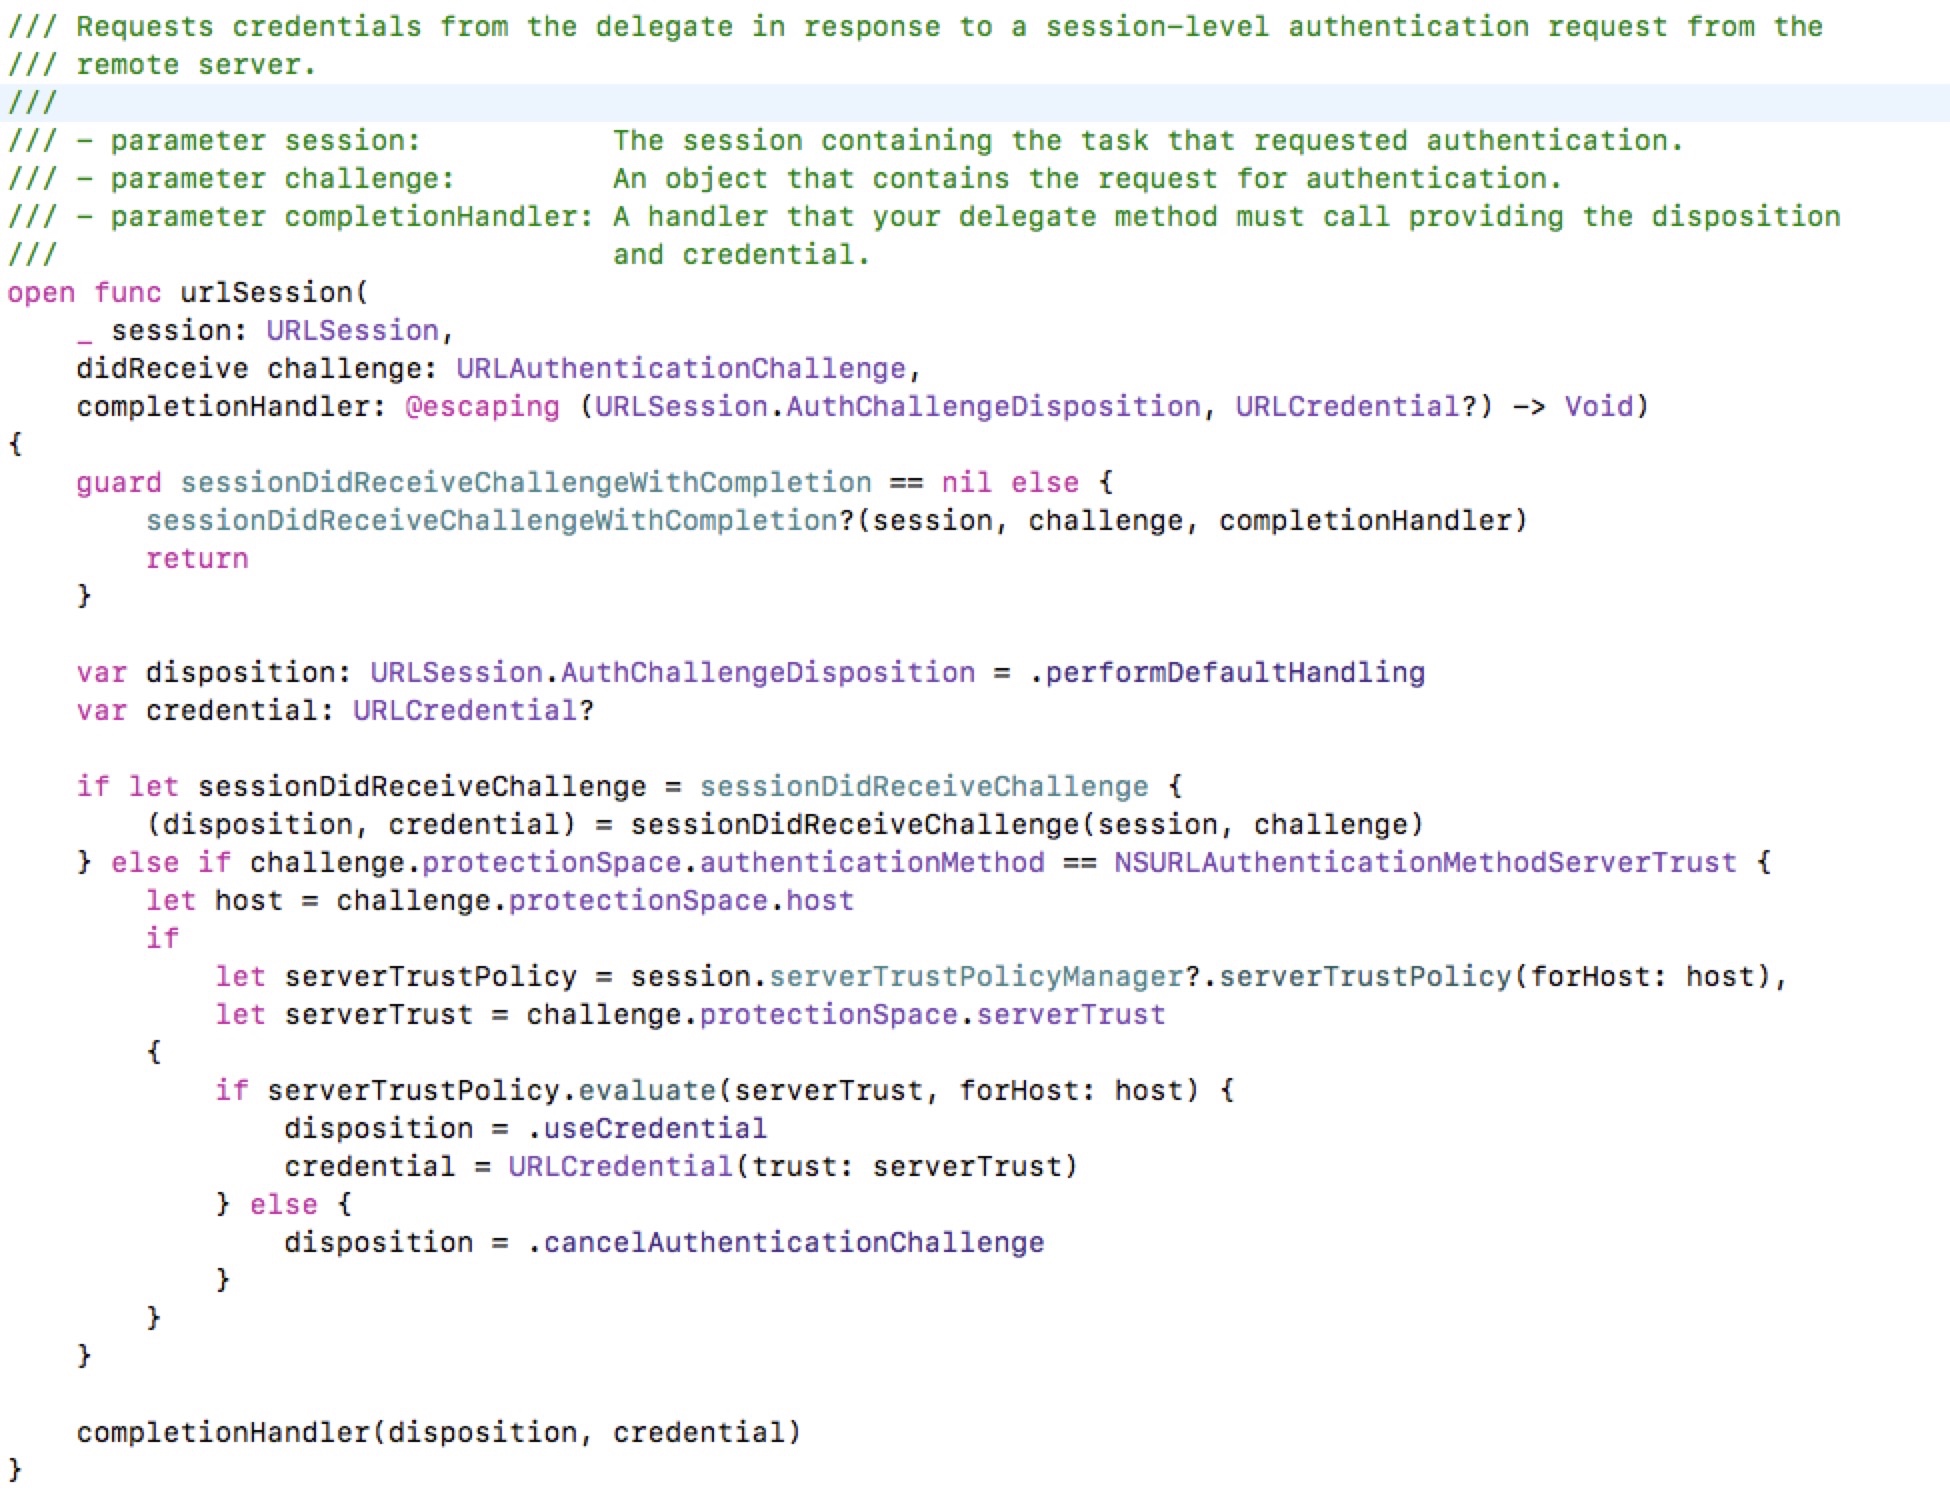 /// Requests credentials from the delegate in response to a session-level authentication request from the
/// remote server.
///
/// - parameter session:           The session containing the task that requested authentication.
/// - parameter challenge:         An object that contains the request for authentication.
/// - parameter completionHandler: A handler that your delegate method must call providing the disposition
///                                and credential.
open func urlSession(
    _ session: URLSession,
    didReceive challenge: URLAuthenticationChallenge,
    completionHandler: @escaping (URLSession.AuthChallengeDisposition, URLCredential?) -> Void)
{
    guard sessionDidReceiveChallengeWithCompletion == nil else {
        sessionDidReceiveChallengeWithCompletion?(session, challenge, completionHandler)
        return
    }

    var disposition: URLSession.AuthChallengeDisposition = .performDefaultHandling
    var credential: URLCredential?

    if let sessionDidReceiveChallenge = sessionDidReceiveChallenge {
        (disposition, credential) = sessionDidReceiveChallenge(session, challenge)
    } else if challenge.protectionSpace.authenticationMethod == NSURLAuthenticationMethodServerTrust {
        let host = challenge.protectionSpace.host
        if
            let serverTrustPolicy = session.serverTrustPolicyManager?.serverTrustPolicy(forHost: host),
            let serverTrust = challenge.protectionSpace.serverTrust
        {
            if serverTrustPolicy.evaluate(serverTrust, forHost: host) {
                disposition = .useCredential
                credential = URLCredential(trust: serverTrust)
            } else {
                disposition = .cancelAuthenticationChallenge
            }
        }
    }

    completionHandler(disposition, credential)
}